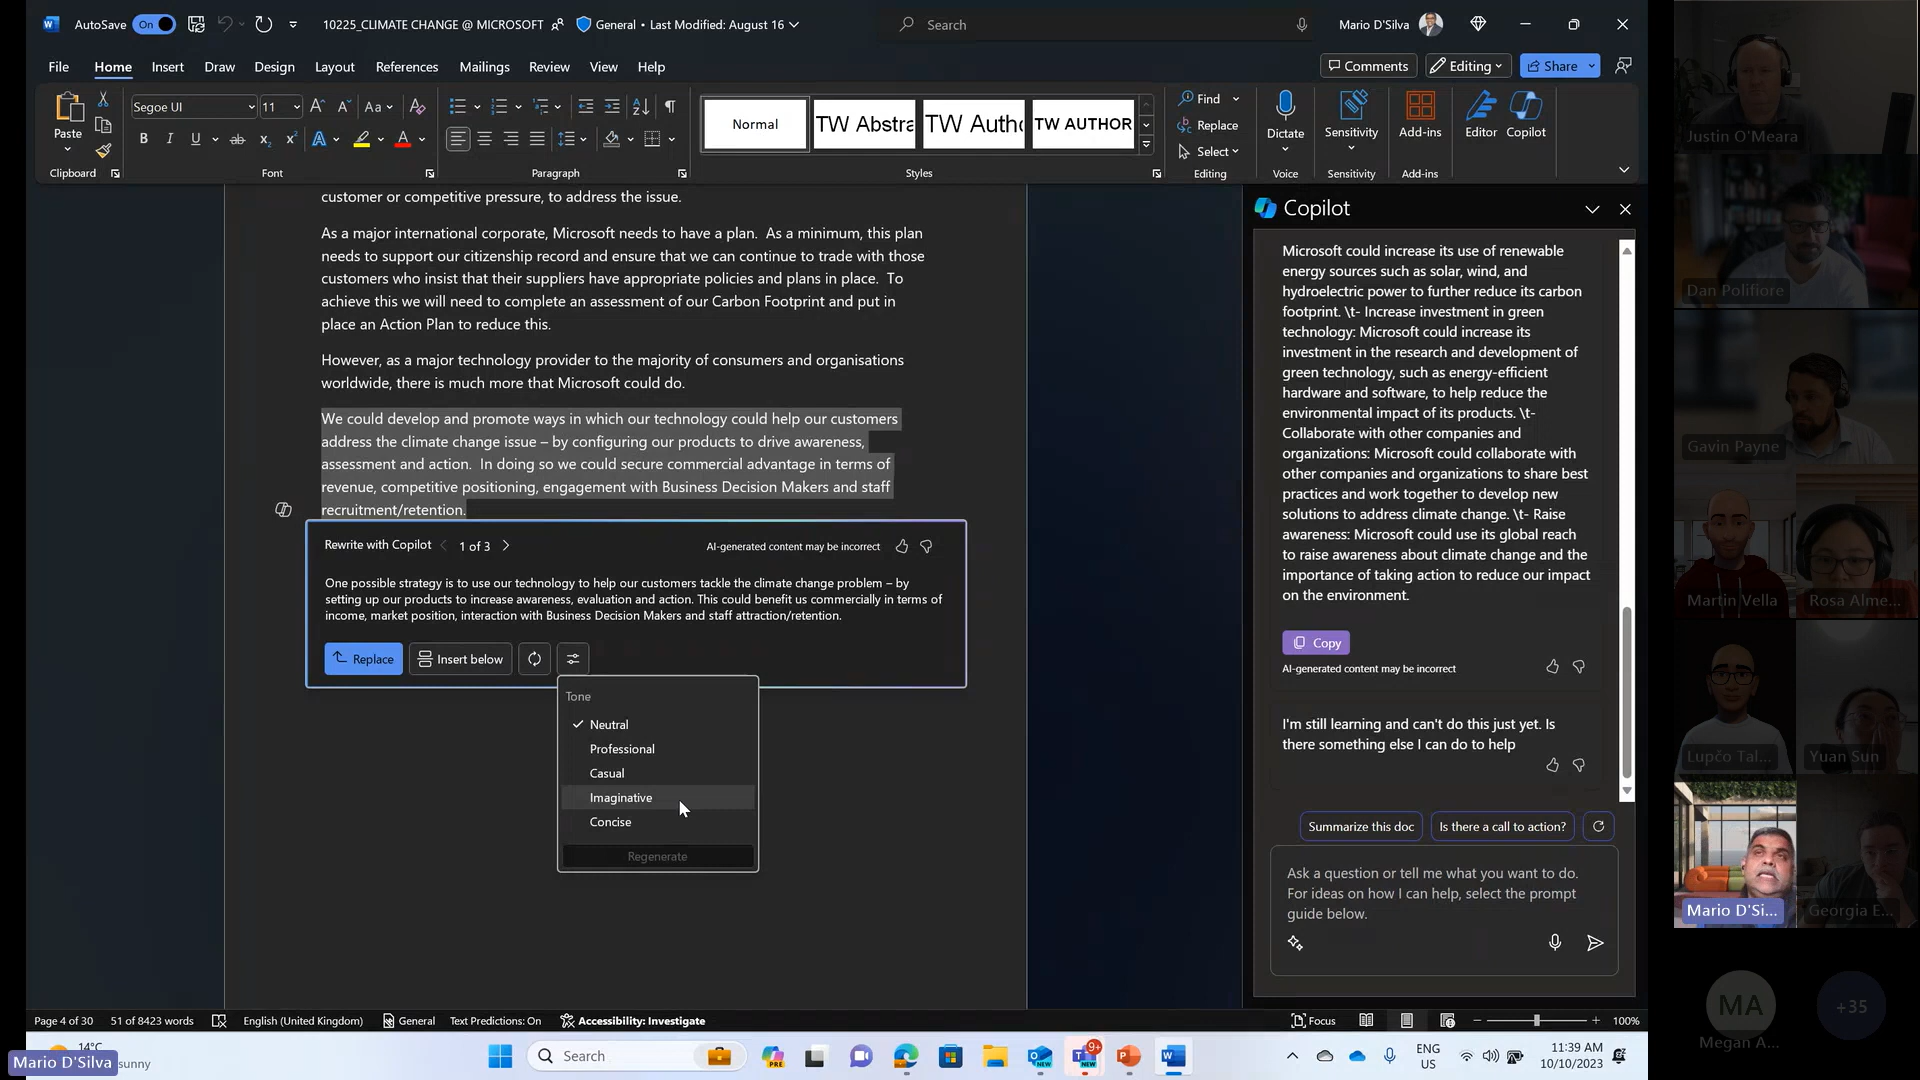 AutoSave On
10225_CLIMATE CHANGE @ MICROSOFT
General • Last Modified: August 16
Search
Mario D'Silva
File Home Insert Draw Design Layout References Mailings Review View Help
Comments Editing Share
Paste
Segoe UI 11
Aa
B I U ab x₂ x² A A
Clipboard Font Paragraph
Normal
TW Abstra
TW Autho
TW AUTHOR
Styles
Find
Replace
Select
Editing
Dictate
Voice
Sensitivity
Sensitivity
Add-ins
Add-ins
Editor
Copilot
customer or competitive pressure, to address the issue.
As a major international corporate, Microsoft needs to have a plan. As a minimum, this plan
needs to support our citizenship record and ensure that we can continue to trade with those
customers who insist that their suppliers have appropriate policies and plans in place. To
achieve this we will need to complete an assessment of our Carbon Footprint and put in
place an Action Plan to reduce this.
However, as a major technology provider to the majority of consumers and organisations
worldwide, there is much more that Microsoft could do.
We could develop and promote ways in which our technology could help our customers
address the climate change issue – by configuring our products to drive awareness,
assessment and action. In doing so we could secure commercial advantage in terms of
revenue, competitive positioning, engagement with Business Decision Makers and staff
recruitment/retention.
Rewrite with Copilot 1 of 3
AI-generated content may be incorrect
One possible strategy is to use our technology to help our customers tackle the climate change problem – by
setting up our products to increase awareness, evaluation and action. This could benefit us commercially in terms of
income, market position, interaction with Business Decision Makers and staff attraction/retention.
Replace
Insert below
Tone
Neutral
Professional
Casual
Imaginative
Concise
Regenerate
Copilot
Microsoft could increase its use of renewable
energy sources such as solar, wind, and
hydroelectric power to further reduce its carbon
footprint. \t- Increase investment in green
technology: Microsoft could increase its
investment in the research and development of
green technology, such as energy-efficient
hardware and software, to help reduce the
environmental impact of its products. \t-
Collaborate with other companies and
organizations: Microsoft could collaborate with
other companies and organizations to share best
practices and work together to develop new
solutions to address climate change. \t- Raise
awareness: Microsoft could use its global reach
to raise awareness about climate change and the
importance of taking action to reduce our impact
on the environment.
Copy
AI-generated content may be incorrect
I'm still learning and can't do this just yet. Is
there something else I can do to help
Summarize this doc
Is there a call to action?
Ask a question or tell me what you want to do.
For ideas on how I can help, select the prompt
guide below.
Justin O'Meara
Dan Polifiore
Gavin Payne
Martin Vella
Rosa Alme...
Lupčo Tal...
Yuan Sun
Mario D'Si...
Georgia E...
MA
Megan A...
+35
Page 4 of 30
51 of 8423 words
English (United Kingdom)
General
Text Predictions: On
Accessibility: Investigate
Focus
100%
14°C
sunny
Mario D'Silva
Search
PRE
9+
ENG
US
11:39 AM
10/10/2023